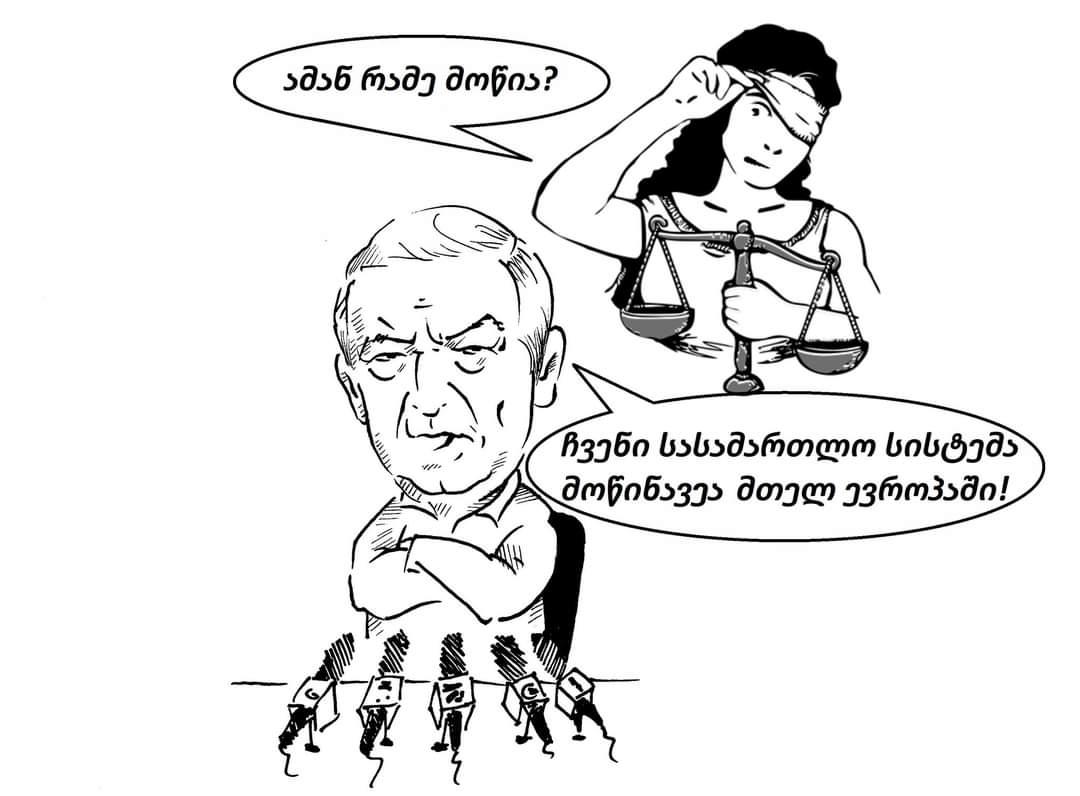 ამან რამე მოწია?
ჩვენი სასამართლო სისტემა
მოწინავეა მთელ ევროპაში!